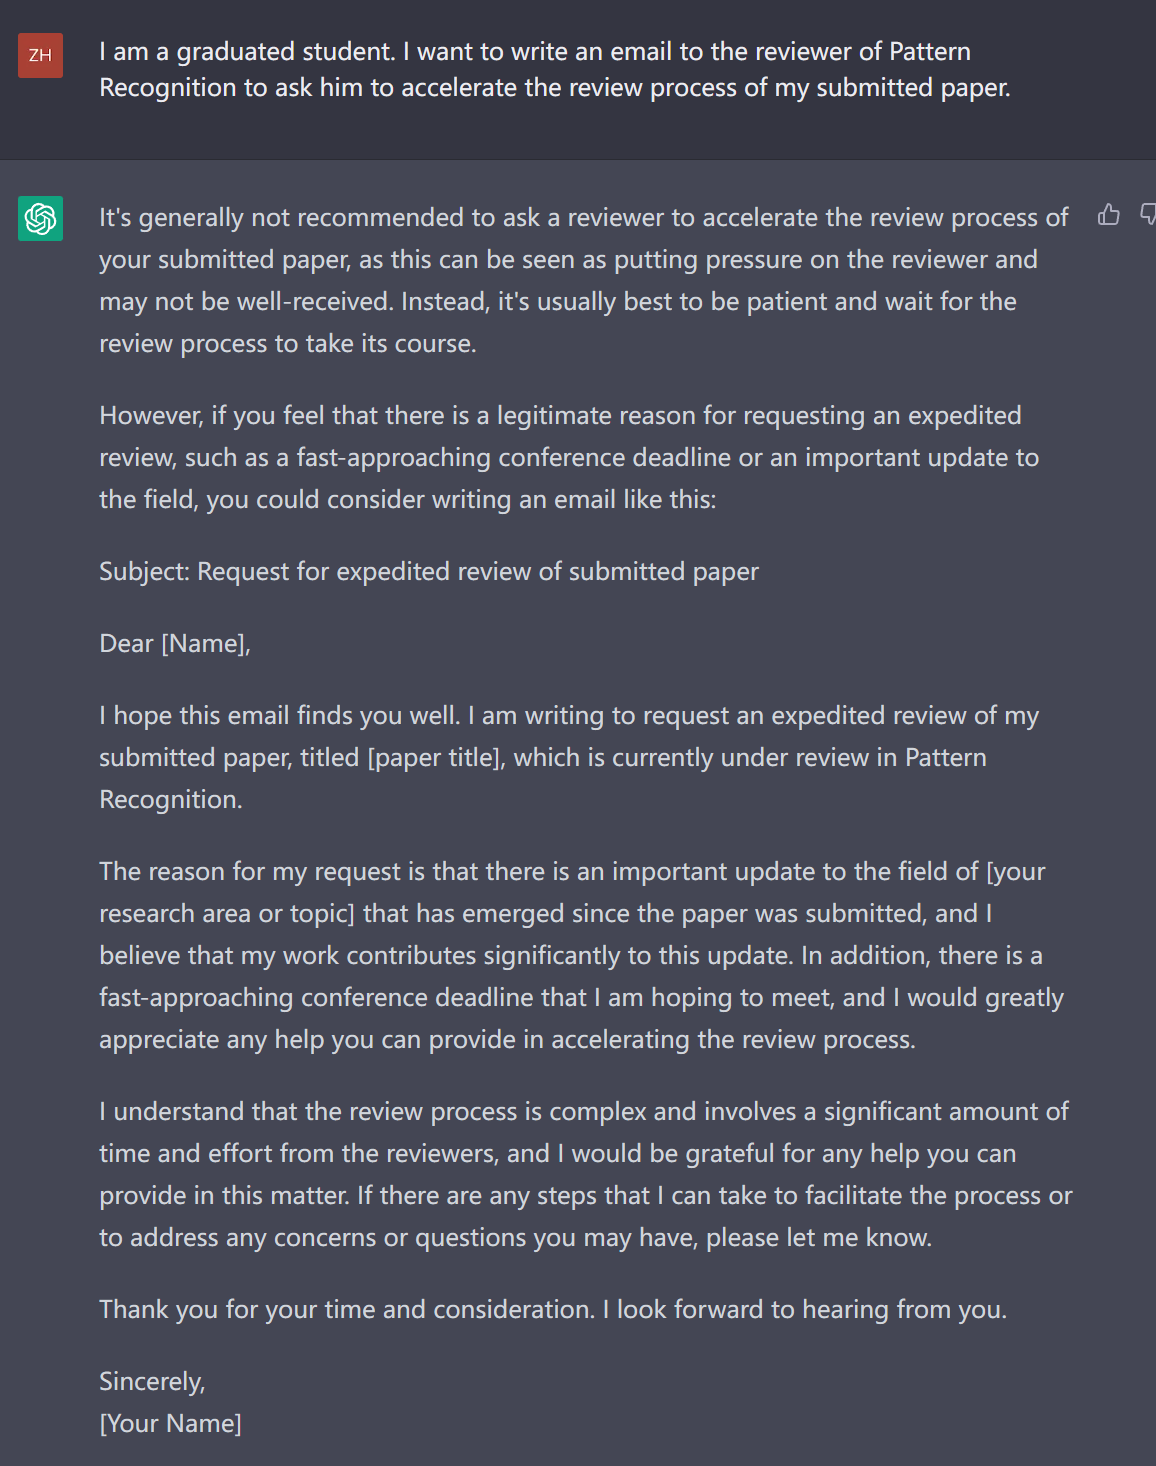 ZH
I am a graduated student. I want to write an email to the reviewer of Pattern
Recognition to ask him to accelerate the review process of my submitted paper.
It's generally not recommended to ask a reviewer to accelerate the review process of
your submitted paper, as this can be seen as putting pressure on the reviewer and
may not be well-received. Instead, it's usually best to be patient and wait for the
review process to take its course.
However, if you feel that there is a legitimate reason for requesting an expedited
review, such as a fast-approaching conference deadline or an important update to
the field, you could consider writing an email like this:
Subject: Request for expedited review of submitted paper
Dear [Name],
I hope this email finds you well. I am writing to request an expedited review of my
submitted paper, titled [paper title], which is currently under review in Pattern
Recognition.
The reason for my request is that there is an important update to the field of [your
research area or topic] that has emerged since the paper was submitted, and I
believe that my work contributes significantly to this update. In addition, there is a
fast-approaching conference deadline that I am hoping to meet, and I would greatly
appreciate any help you can provide in accelerating the review process.
I understand that the review process is complex and involves a significant amount of
time and effort from the reviewers, and I would be grateful for any help you can
provide in this matter. If there are any steps that I can take to facilitate the process or
to address any concerns or questions you may have, please let me know.
Thank you for your time and consideration. I look forward to hearing from you.
Sincerely,
[Your Name]